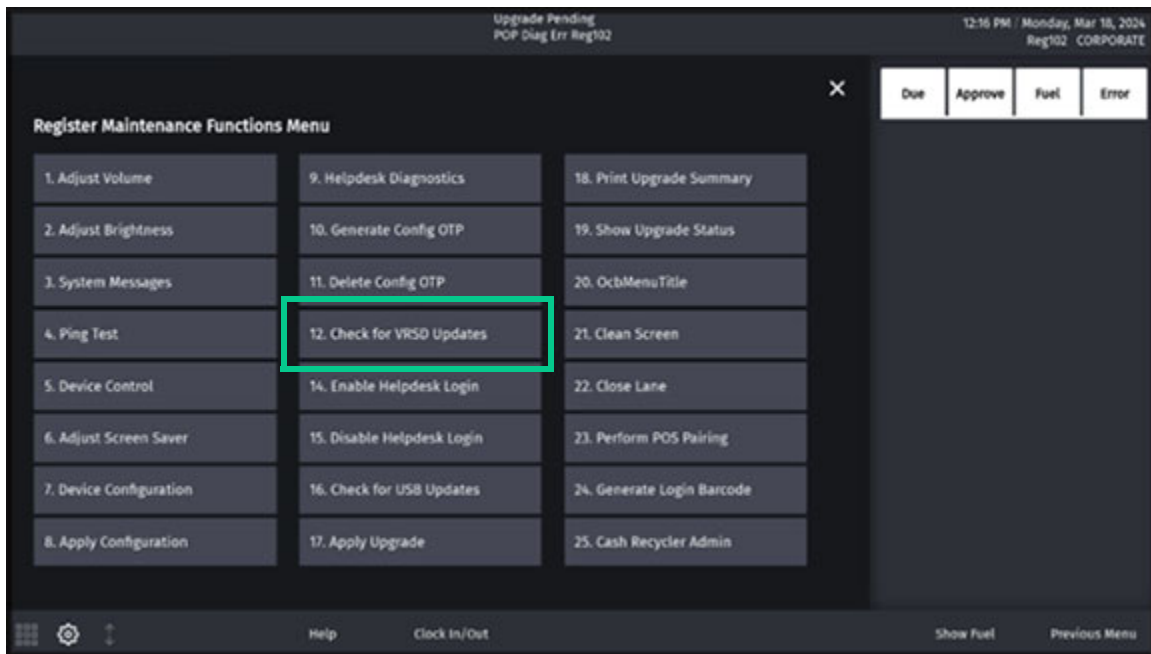 Upgrade Pending
POP Diag Err Reg102
12:16 PM / Monday, Mar 18, 2024
Reg102 CORPORATE
Due
Approve
Fuel
Error
Register Maintenance Functions Menu
1. Adjust Volume
2. Adjust Brightness
3. System Messages
4. Ping Test
5. Device Control
6. Adjust Screen Saver
7. Device Configuration
8. Apply Configuration
9. Helpdesk Diagnostics
10. Generate Config OTP
11. Delete Config OTP
12. Check for VRSD Updates
14. Enable Helpdesk Login
15. Disable Helpdesk Login
16. Check for USB Updates
17. Apply Upgrade
18. Print Upgrade Summary
19. Show Upgrade Status
20. OcbMenuTitle
21. Clean Screen
22. Close Lane
23. Perform POS Pairing
24. Generate Login Barcode
25. Cash Recycler Admin
Help
Clock In/Out
Show Fuel
Previous Menu